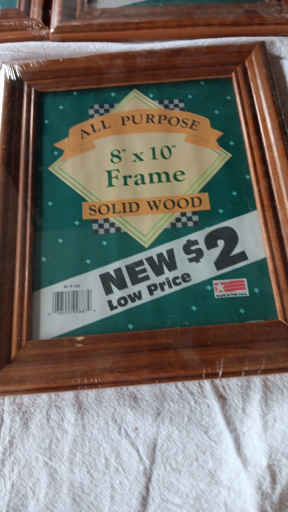 ALL PURPOSE
8" x 10"
Frame
SOLID WOOD
NEW $2
Low Price